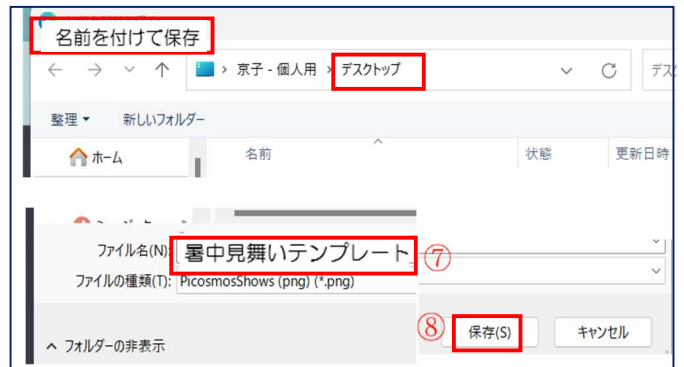 名前を付けて保存
京子 - 個人用 › デスクトップ
整理 新しいフォルダー
ホーム 名前 状態 更新日時
ファイル名(N): 暑中見舞いテンプレート ⑦
ファイルの種類(T): PicosmosShows (png) (*.png)
⑧ 保存(S) キャンセル
フォルダーの非表示